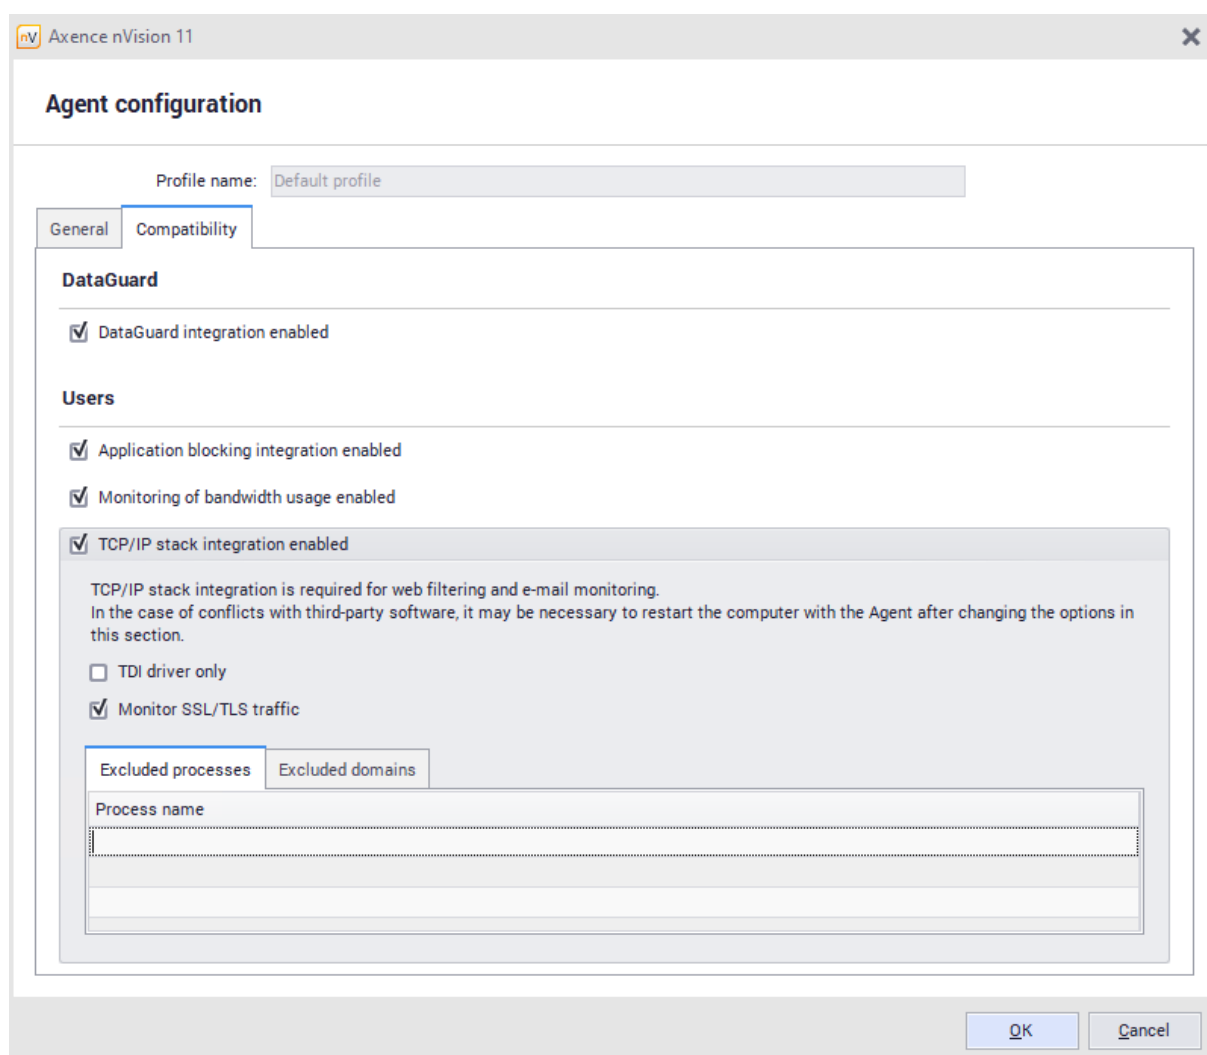 nV Axence nVision 11
Agent configuration
Profile name: Default profile
General Compatibility
DataGuard
DataGuard integration enabled
Users
Application blocking integration enabled
Monitoring of bandwidth usage enabled
TCP/IP stack integration enabled
TCP/IP stack integration is required for web filtering and e-mail monitoring.
In the case of conflicts with third-party software, it may be necessary to restart the computer with the Agent after changing the options in
this section.
TDI driver only
Monitor SSL/TLS traffic
Excluded processes Excluded domains
Process name
OK Cancel